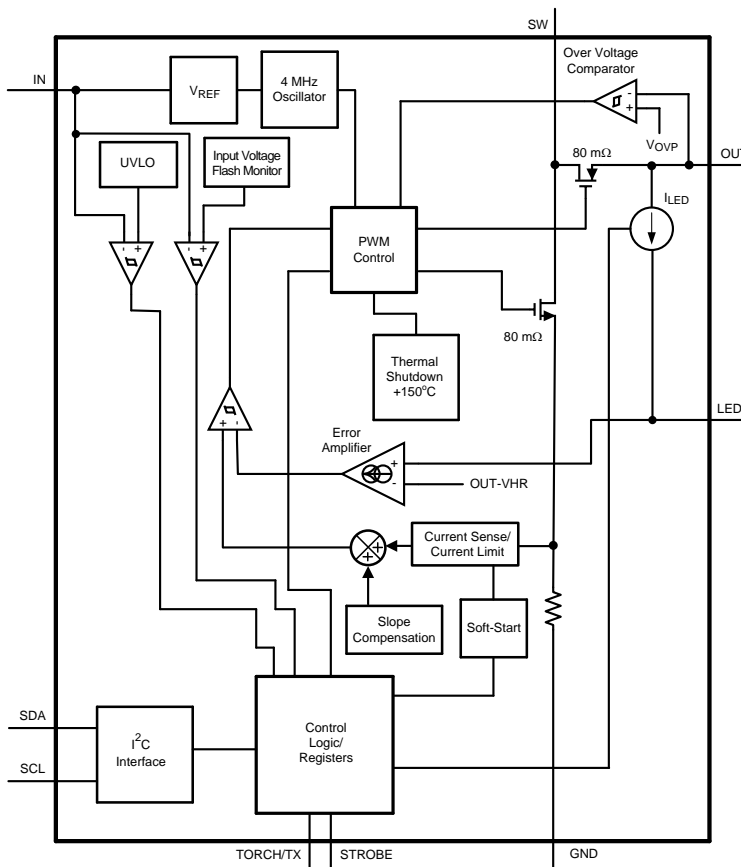 SW
Over Voltage
Comparator
IN
VREF
4 MHz
Oscillator
-
+
VOVP
UVLO
Input Voltage
Flash Monitor
80 mΩ
OUT
ILED
- +
- +
PWM
Control
80 mΩ
Thermal
Shutdown
+150°C
LED
Error
Amplifier
+ -
+
-
OUT-VHR
Current Sense/
Current Limit
+
+
Slope
Compensation
Soft-Start
SDA
I²C
Interface
SCL
Control
Logic/
Registers
TORCH/TX
STROBE
GND